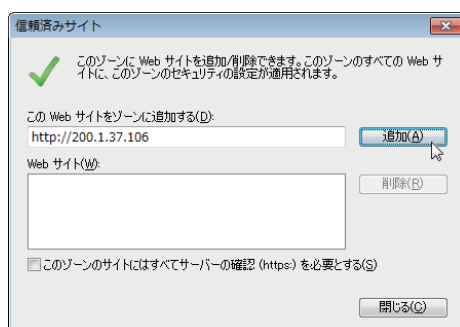 信頼済みサイト
このゾーンに Web サイトを追加/削除できます。このゾーンのすべての Web サ
イトに、このゾーンのセキュリティの設定が適用されます。
この Web サイトをゾーンに追加する(D):
http://200.1.37.106
追加(A)
Web サイト(W):
削除(R)
このゾーンのサイトにはすべてサーバーの確認 (https:) を必要とする(S)
閉じる(C)